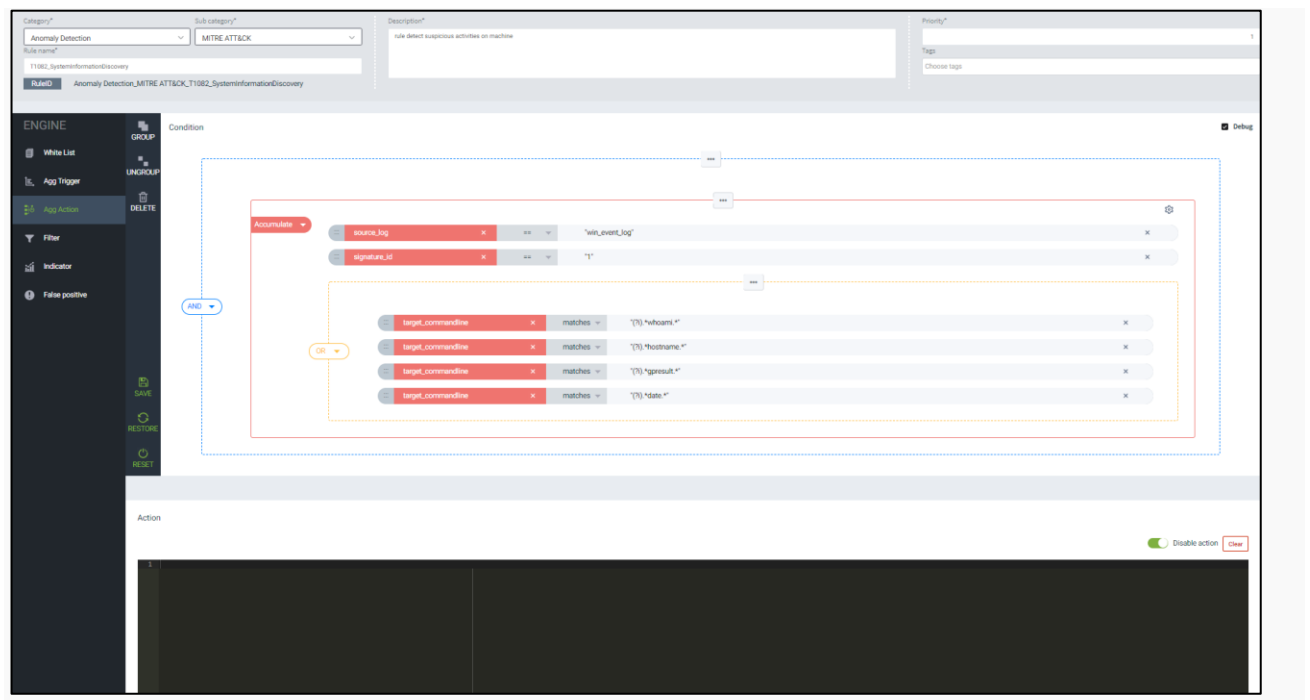 Category* Sub category* Description* Priority*
Anomaly Detection MITRE ATT&CK rule detect suspicious activities on machine 1
Rule name* Tags
T1082_SystemInformationDiscovery Choose tags
RuleID Anomaly Detection_MITRE ATT&CK_T1082_SystemInformationDiscovery
ENGINE
White List
Agg Trigger
Agg Action
Filter
Indicator
False positive
GROUP
UNGROUP
DELETE
SAVE
RESTORE
RESET
Condition Debug
AND
Accumulate
source_log × == "win_event_log" ×
signature_id × == "1" ×
OR
target_commandline × matches "(?i).*whoami.*" ×
target_commandline × matches "(?i).*hostname.*" ×
target_commandline × matches "(?i).*gpresult.*" ×
target_commandline × matches "(?i).*date.*" ×
Action
Disable action Clear
1